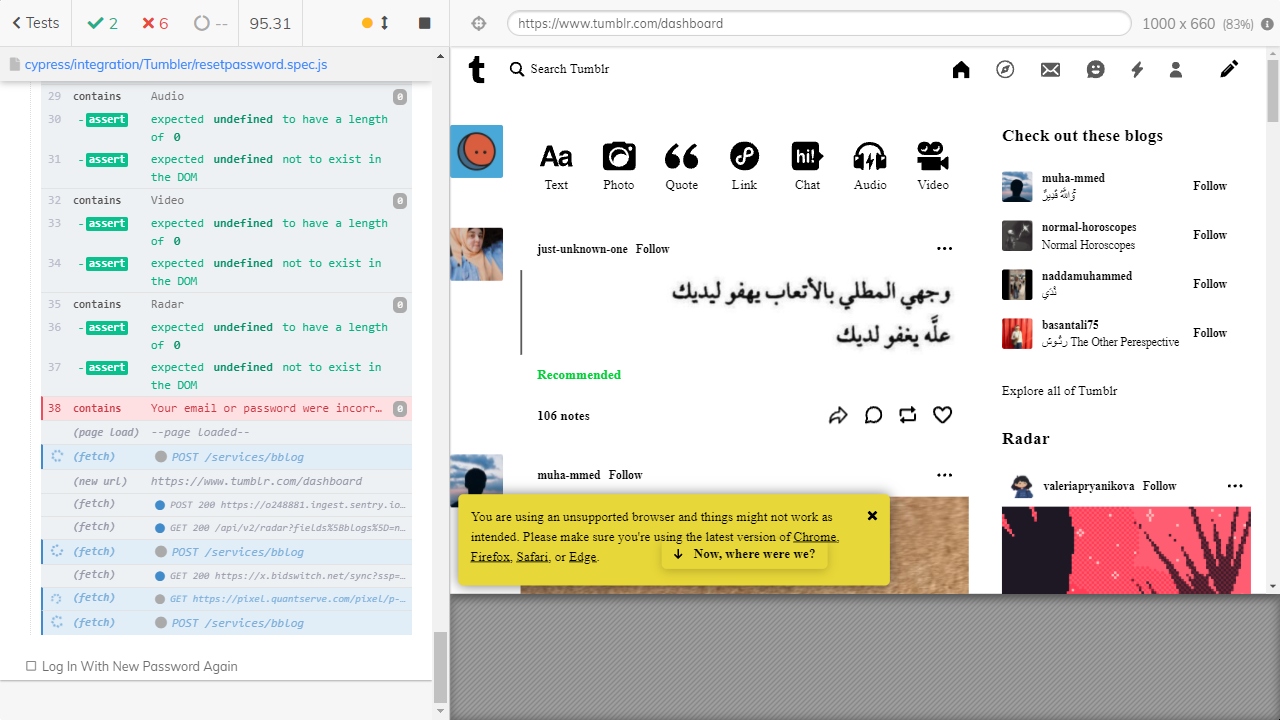 Tests
2
6
--
95.31
https://www.tumblr.com/dashboard
1000 x 660 (83%)
cypress/integration/Tumbler/resetpassword.spec.js
29 contains Audio 0
30 - assert expected undefined to have a length
of 0
31 - assert expected undefined not to exist in
the DOM
32 contains Video 0
33 - assert expected undefined to have a length
of 0
34 - assert expected undefined not to exist in
the DOM
35 contains Radar 0
36 - assert expected undefined to have a length
of 0
37 - assert expected undefined not to exist in
the DOM
38 contains Your email or password were incorr… 0
(page load) --page loaded--
(fetch) POST /services/bblog
(new url) https://www.tumblr.com/dashboard
(fetch) POST 200 https://o248881.ingest.sentry.io…
(fetch) GET 200 /api/v2/radar?fields%5Bblogs%5D=n…
(fetch) POST /services/bblog
(fetch) GET 200 https://x.bidswitch.net/sync?ssp=…
(fetch) GET https://pixel.quantserve.com/pixel/p-…
(fetch) POST /services/bblog
Log In With New Password Again
t
Search Tumblr
Aa
hi!
Text Photo Quote Link Chat Audio Video
just-unknown-one Follow
وجهي المطلي بالأتعاب يهفو ليديك
علَّه يغفو لديك
Recommended
106 notes
muha-mmed Follow
You are using an unsupported browser and things might not work as
intended. Please make sure you're using the latest version of Chrome,
Firefox, Safari, or Edge.
Now, where were we?
Check out these blogs
muha-mmed
Follow
normal-horoscopes
Normal Horoscopes
Follow
naddamuhammed
Follow
basantali75
The Other Perespective
Follow
Explore all of Tumblr
Radar
valeriapryanikova Follow